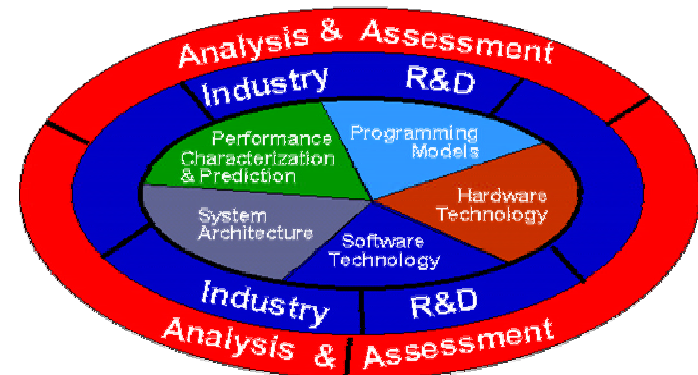 Analysis & Assessment
Industry R&D
Performance
Characterization
& Prediction
Programming
Models
Hardware
Technology
System
Architecture
Software
Technology
Industry R&D
Analysis & Assessment